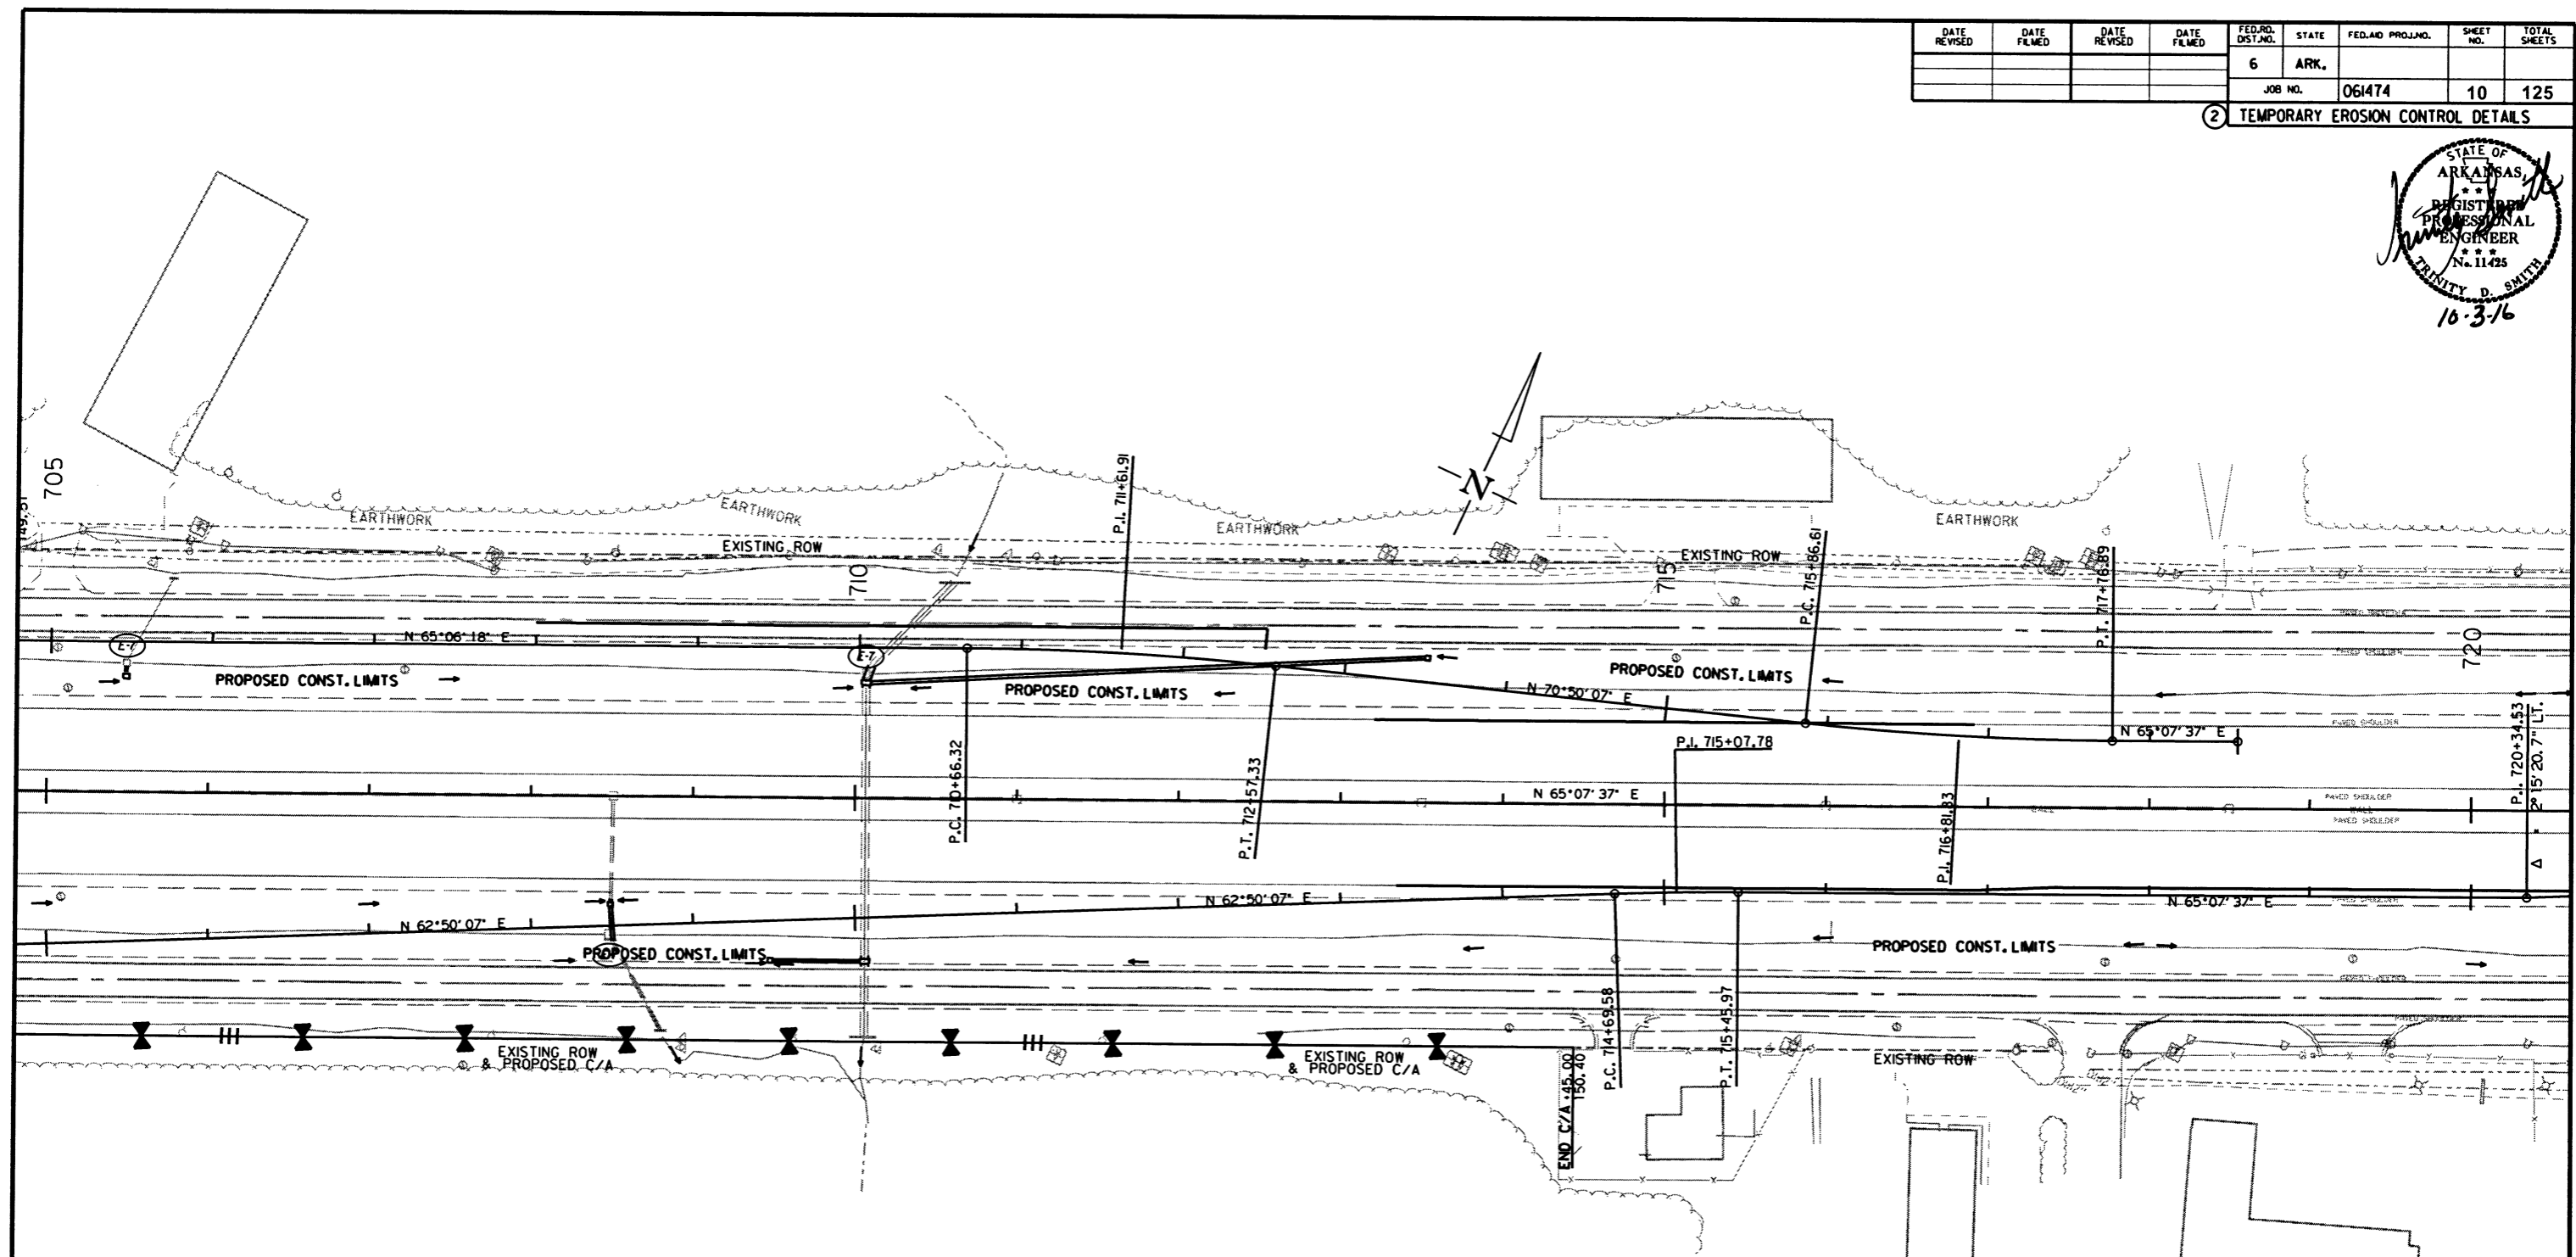 DATE REVISED
DATE FILMED
DATE REVISED
DATE FILMED
FED.RD. DIST.NO.
STATE
FED.AID PROJ.NO.
SHEET NO.
TOTAL SHEETS
6 ARK.
JOB NO. 061474 10 125
2 TEMPORARY EROSION CONTROL DETAILS
STATE OF
ARKANSAS
REGISTERED
PROFESSIONAL
ENGINEER
No. 11425
TRINITY D. SMITH
10-3-16
705
EARTHWORK
EARTHWORK
EARTHWORK
EARTHWORK
N
P.I. 711+61.91
EXISTING ROW
EXISTING ROW
710
715
P.C. 715+86.61
P.T. 717+76.89
720
N 65°06'18" E
E-7
E-7
PROPOSED CONST. LIMITS
PROPOSED CONST. LIMITS
PROPOSED CONST. LIMITS
N 70°50'07" E
PAVED SHOULDER
P.C. 710+66.32
P.T. 712+57.33
P.I. 715+07.78
N 65°07'37" E
P.I. 720+34.53
2°15'20.7" LT.
N 65°07'37" E
PAVED SHOULDER
WALL
PAVED SHOULDER
P.I. 716+81.83
Δ =
N 62°50'07" E
N 62°50'07" E
N 65°07'37" E
PROPOSED CONST. LIMITS
PROPOSED CONST. LIMITS
P.C. 714+69.58
P.T. 715+45.97
EXISTING ROW
& PROPOSED C/A
EXISTING ROW
& PROPOSED C/A
END C/A +45.00
150.40
EXISTING ROW